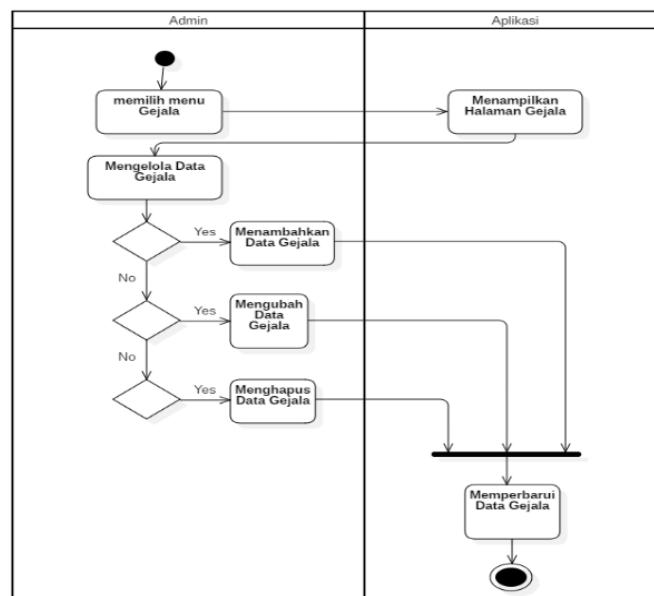 Admin
Aplikasi
memilih menu
Gejala
Menampilkan
Halaman Gejala
Mengelola Data
Gejala
Yes
Menambahkan
Data Gejala
No
Yes
Mengubah
Data
Gejala
No
Yes
Menghapus
Data Gejala
Memperbarui
Data Gejala